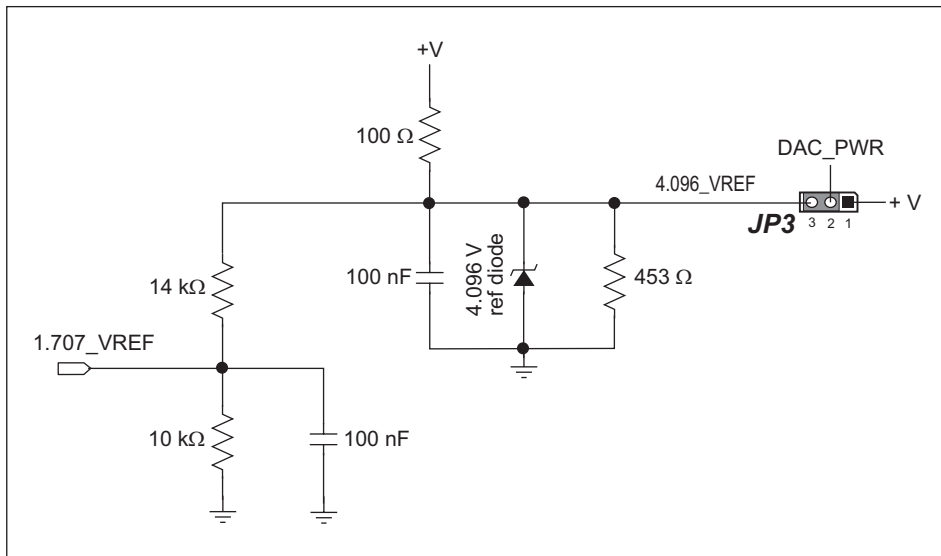 +V
100 Ω
DAC_PWR
4.096_VREF
+ V
JP3
3 2 1
14 kΩ
100 nF
4.096 V
ref diode
453 Ω
1.707_VREF
10 kΩ
100 nF